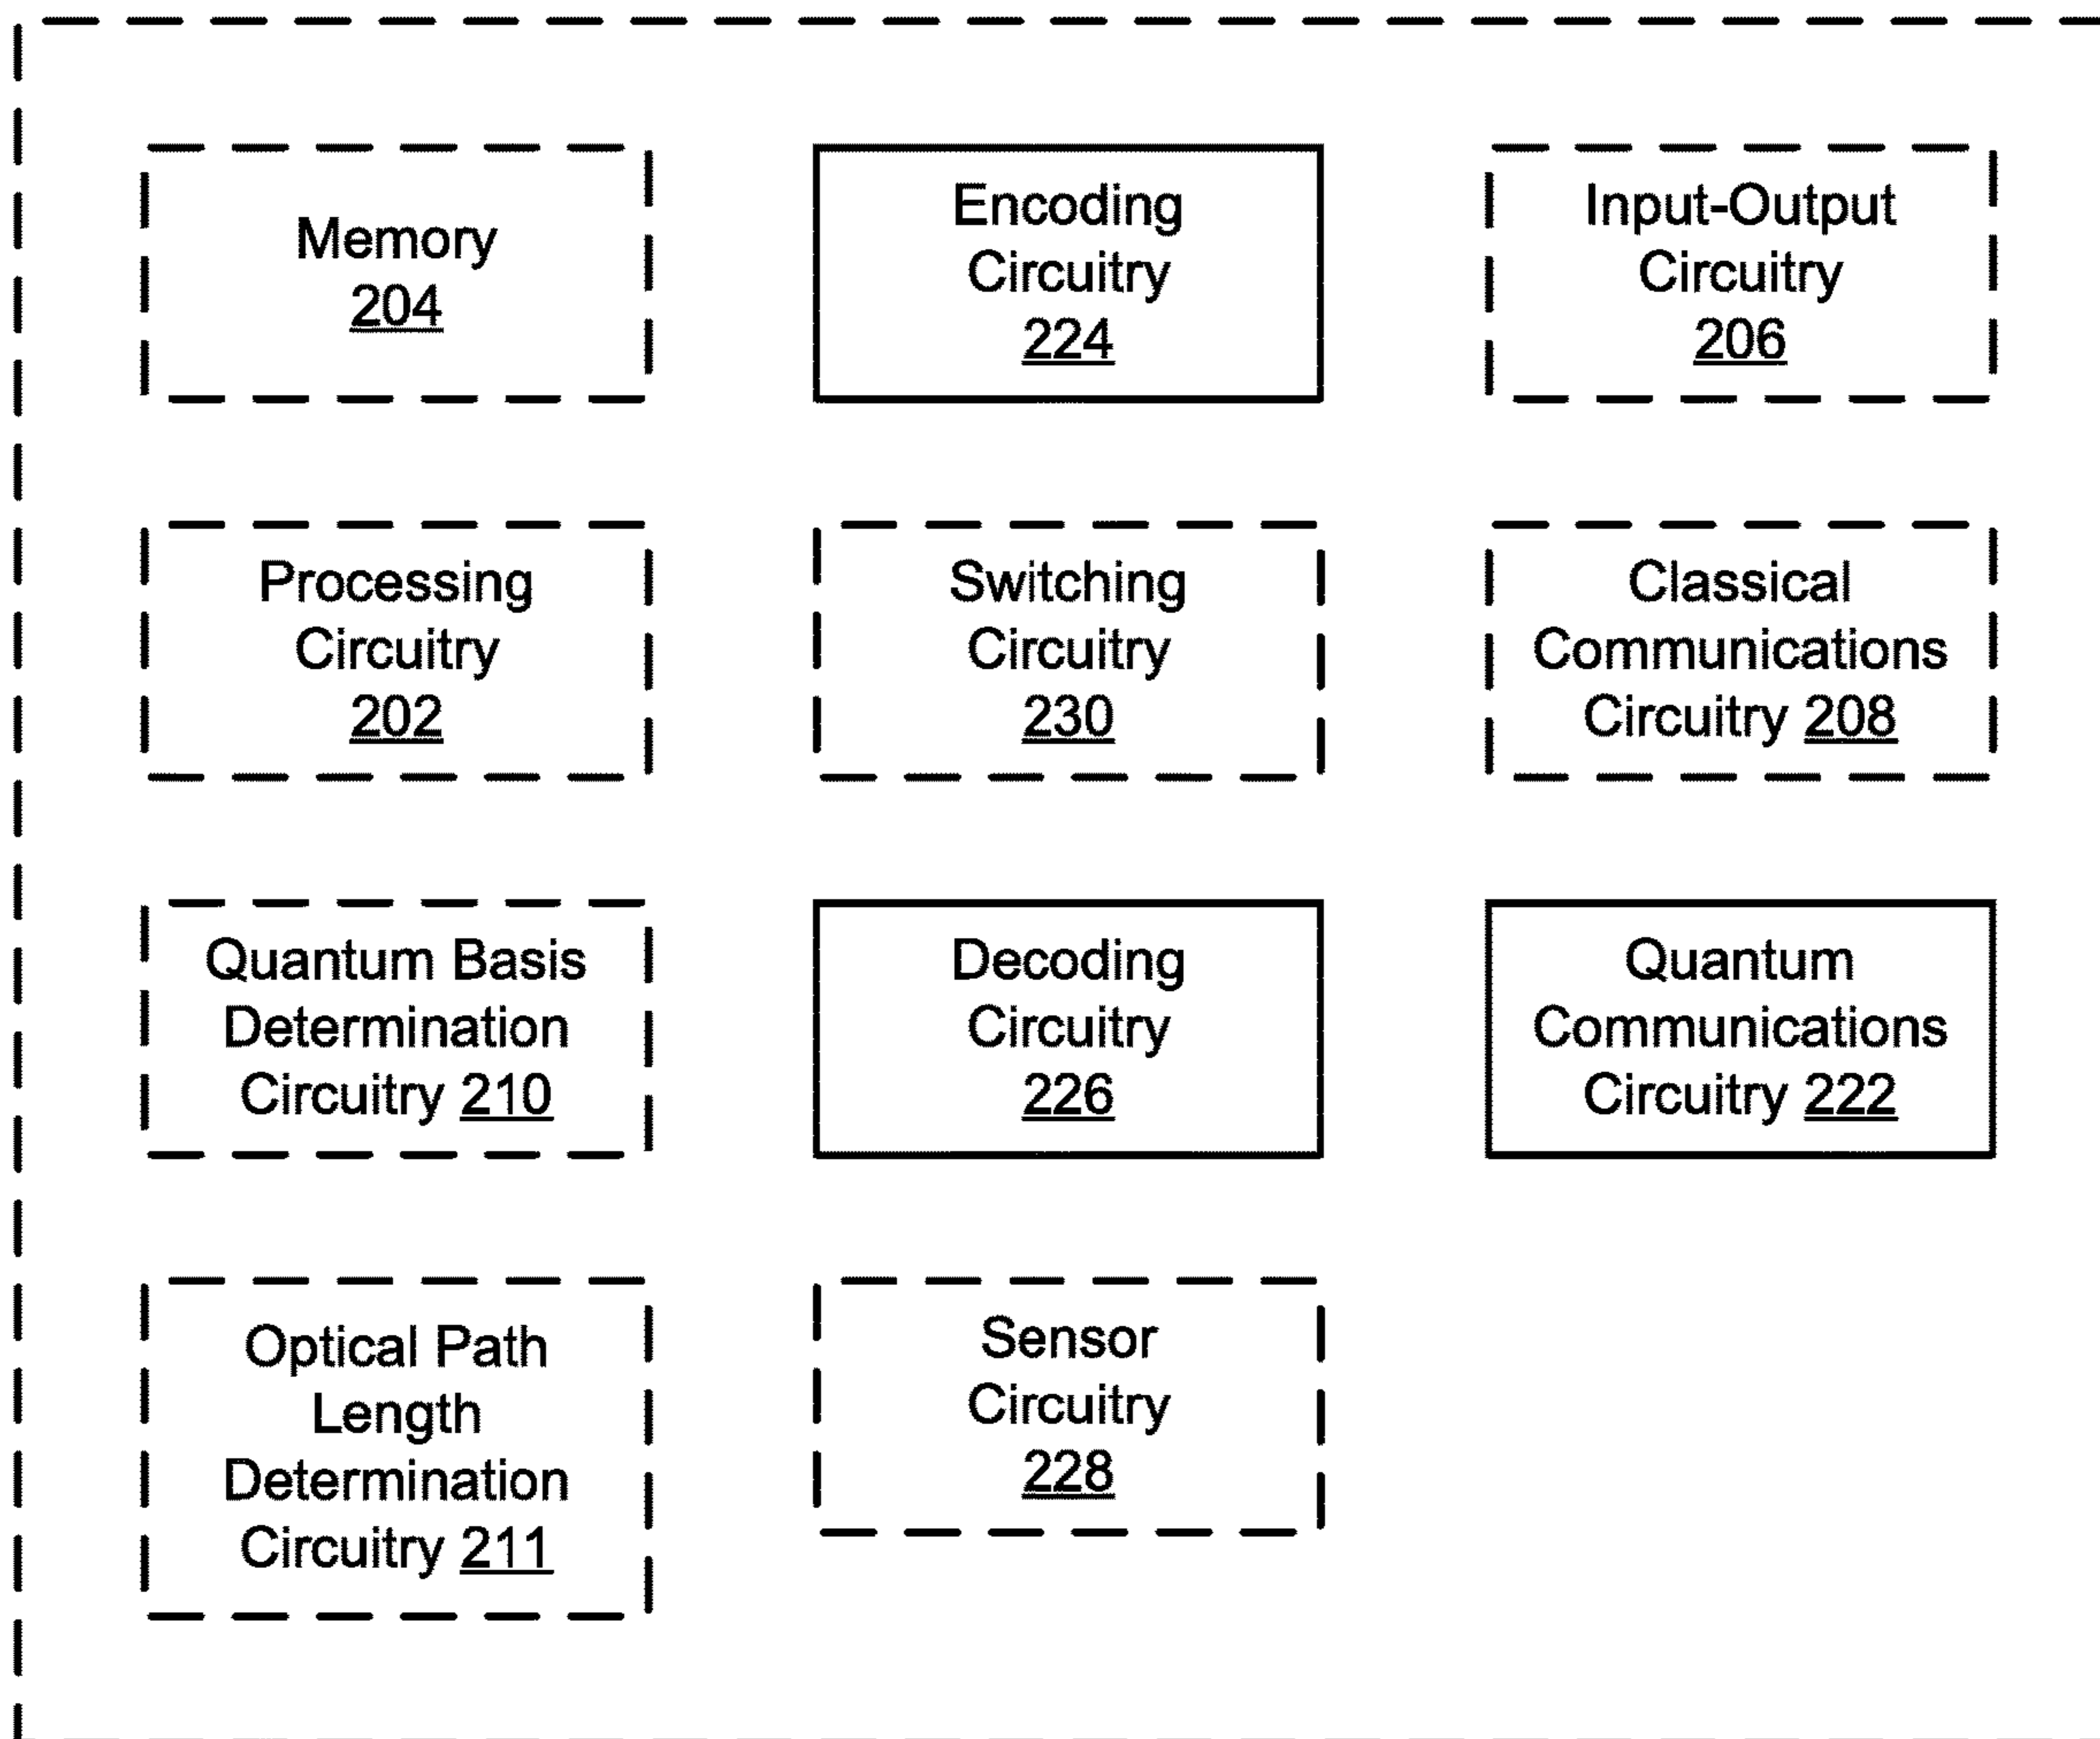 Memory
204
Encoding
Circuitry
224
Input-Output
Circuitry
206
Processing
Circuitry
202
Switching
Circuitry
230
Classical
Communications
Circuitry 208
Quantum Basis
Determination
Circuitry 210
Decoding
Circuitry
226
Quantum
Communications
Circuitry 222
Optical Path
Length
Determination
Circuitry 211
Sensor
Circuitry
228